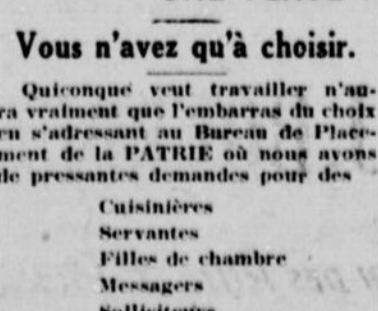 Vous n'avez qu'à choisir.
Quiconque veut travailler n'au-
ra vraiment que l'embarras du choix
en s'adressant au Bureau de Place-
ment de la PATRIE où nous avons
de pressantes demandes pour des
Cuisinières
Servantes
Filles de chambre
Messagers
Solliciteurs